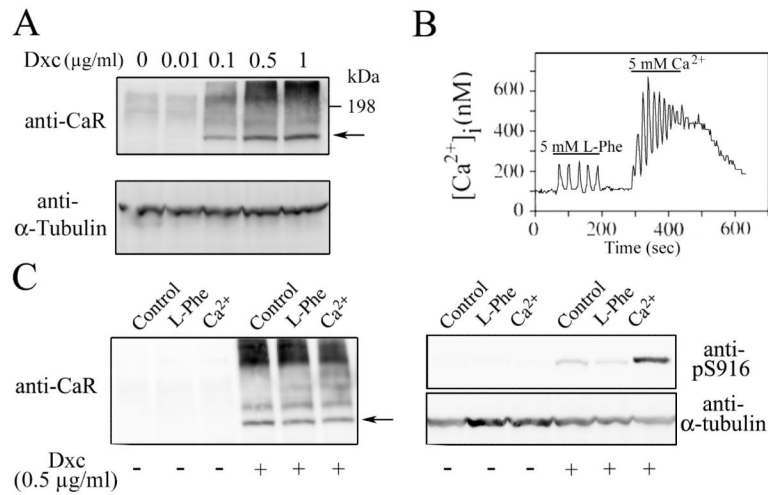 A
Dxc (µg/ml) 0 0.01 0.1 0.5 1
kDa
198
anti-CaR
anti-
α-Tubulin
B
5 mM Ca²⁺
5 mM L-Phe
[Ca²⁺]i (nM)
600
400
200
0
0 200 400 600
Time (sec)
C
Control L-Phe Ca²⁺ Control L-Phe Ca²⁺
anti-CaR
Dxc
(0.5 µg/ml)
- - - + + +
Control L-Phe Ca²⁺ Control L-Phe Ca²⁺
anti-
pS916
anti-
α-tubulin
- - - + + +